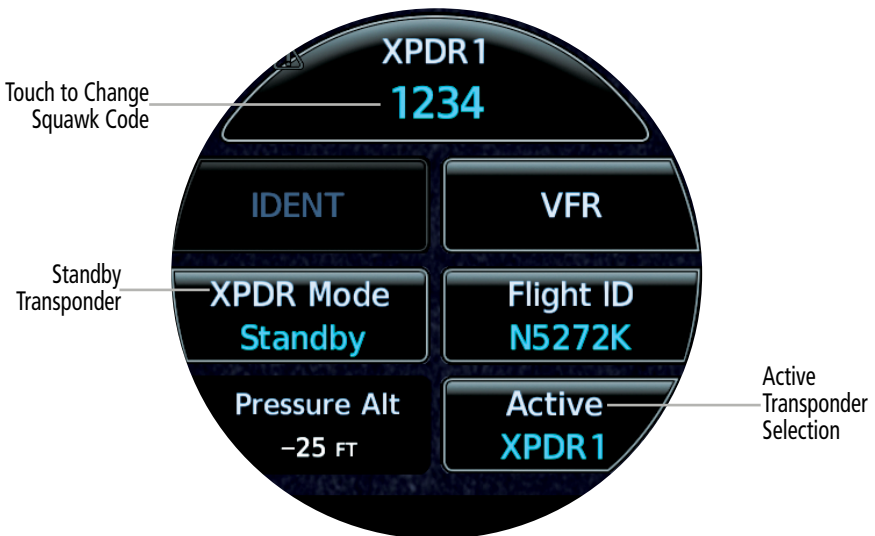 XPDR1
1234
Touch to Change
Squawk Code
IDENT
VFR
Standby
Transponder
XPDR Mode
Standby
Flight ID
N5272K
Pressure Alt
−25 FT
Active
XPDR1
Active
Transponder
Selection